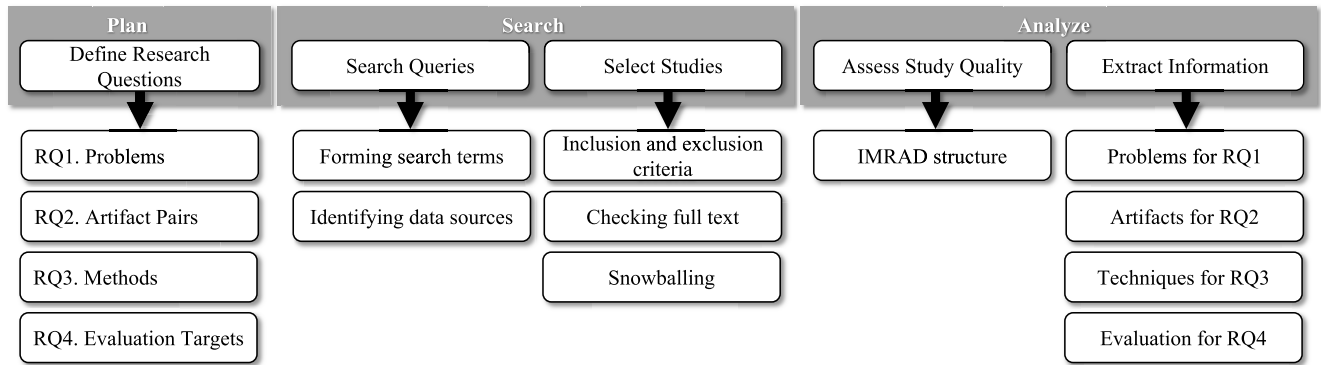 Plan
Define Research
Questions
RQ1. Problems
RQ2. Artifact Pairs
RQ3. Methods
RQ4. Evaluation Targets
Search
Search Queries
Forming search terms
Identifying data sources
Select Studies
Inclusion and exclusion
criteria
Checking full text
Snowballing
Analyze
Assess Study Quality
IMRAD structure
Extract Information
Problems for RQ1
Artifacts for RQ2
Techniques for RQ3
Evaluation for RQ4